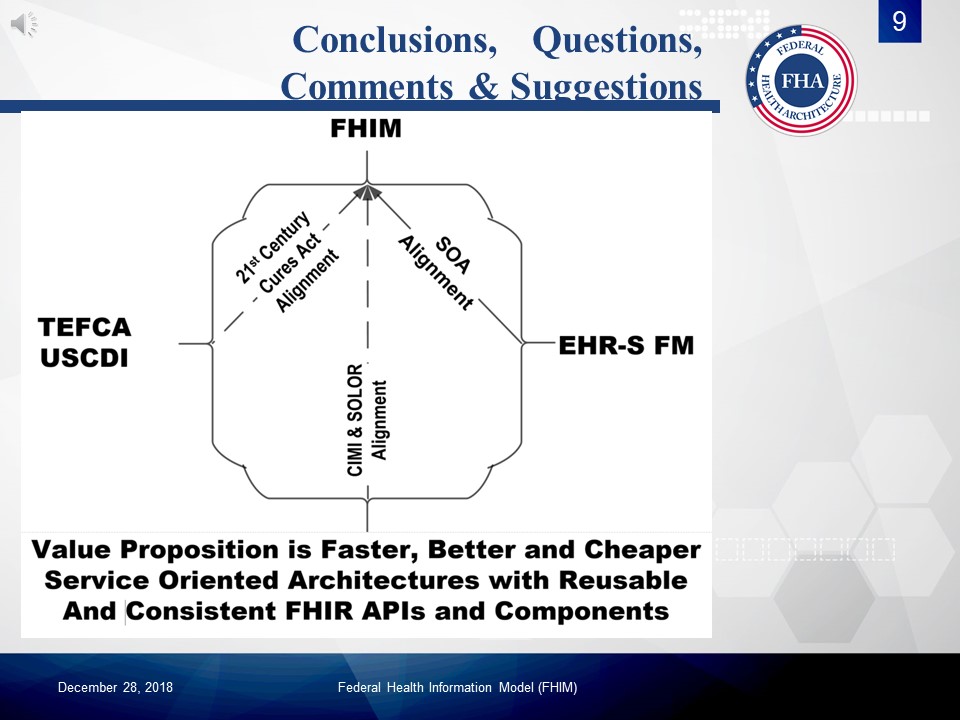 9
Conclusions, Questions,
Comments & Suggestions
FEDERAL
FHA
HEALTH ARCHITECTURE
FHIM
21st Century
Cures Act
Alignment
SOA
Alignment
TEFCA
USCDI
EHR-S FM
CIMI & SOLOR
Alignment
Value Proposition is Faster, Better and Cheaper
Service Oriented Architectures with Reusable
And Consistent FHIR APIs and Components
December 28, 2018
Federal Health Information Model (FHIM)